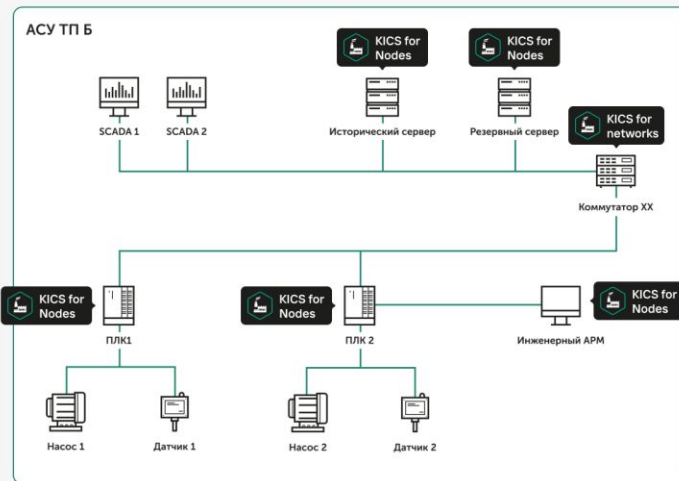 АСУ ТП Б
KICS for
Nodes
KICS for
Nodes
SCADA 1
SCADA 2
Исторический сервер
Резервный сервер
KICS for
networks
Коммутатор XX
KICS for
Nodes
ПЛК1
KICS for
Nodes
ПЛК 2
KICS for
Nodes
Инженерный АРМ
Насос 1
Датчик 1
Насос 2
Датчик 2